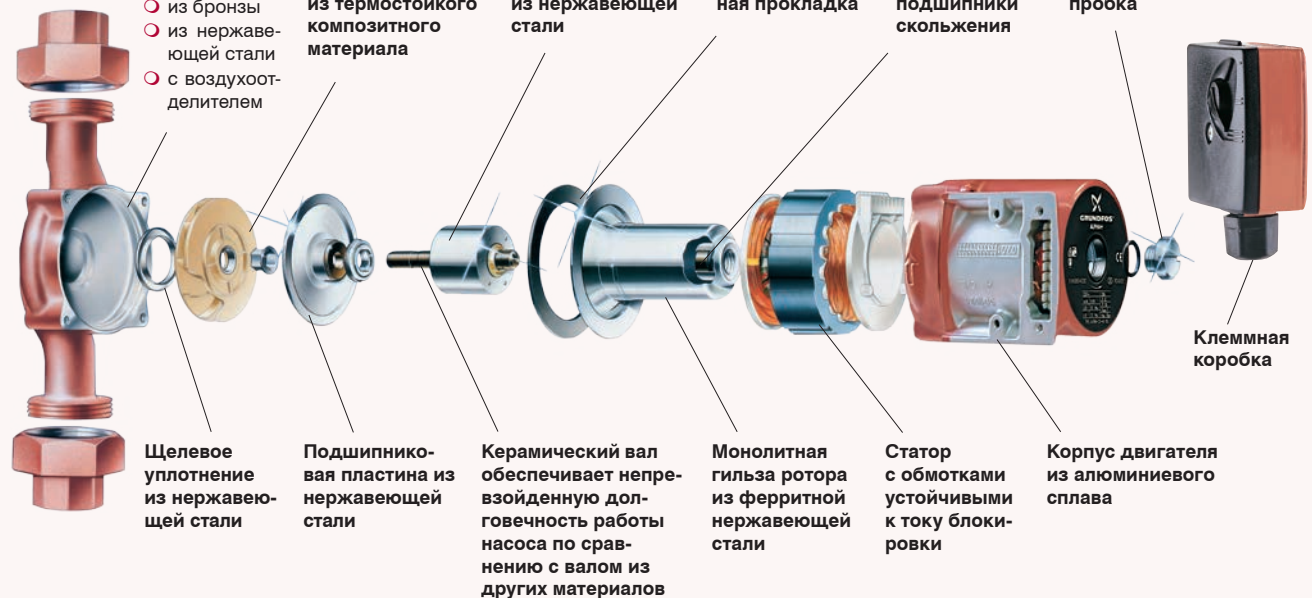 из бронзы
из нержаве-
ющей стали
с воздухоот-
делителем
из термостойкого
композитного
материала
из нержавеющей
стали
ная прокладка
подшипники
скольжения
пробка
GRUNDFOS
Клеммная
коробка
Щелевое
уплотнение
из нержавею-
щей стали
Подшипнико-
вая пластина из
нержавеющей
стали
Керамический вал
обеспечивает непре-
взойденную дол-
говечность работы
насоса по срав-
нению с валом из
других материалов
Монолитная
гильза ротора
из ферритной
нержавеющей
стали
Статор
с обмотками
устойчивыми
к току блоки-
ровки
Корпус двигателя
из алюминиевого
сплава